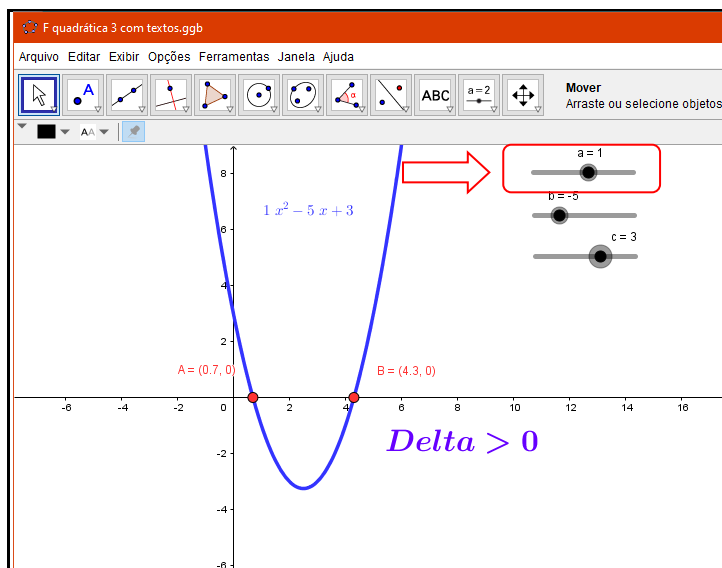 F quadrática 3 com textos.ggb
Arquivo Editar Exibir Opções Ferramentas Janela Ajuda
A
α
ABC
a = 2
Mover
Arraste ou selecione objetos
AA
a = 1
b = -5
c = 3
1 x² − 5 x + 3
8
6
4
2
A = (0.7, 0)
B = (4.3, 0)
-6 -4 -2 0 2 4 6 8 10 12 14 16
Delta > 0
-2
-4
-6